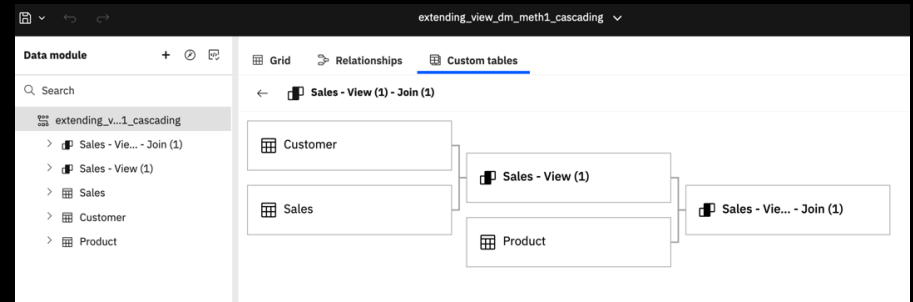 extending_view_dm_meth1_cascading
Data module
Grid
Relationships
Custom tables
Search
Sales - View (1) - Join (1)
extending_v...1_cascading
Sales - Vie... - Join (1)
Sales - View (1)
Sales
Customer
Product
Customer
Sales
Sales - View (1)
Product
Sales - Vie... - Join (1)